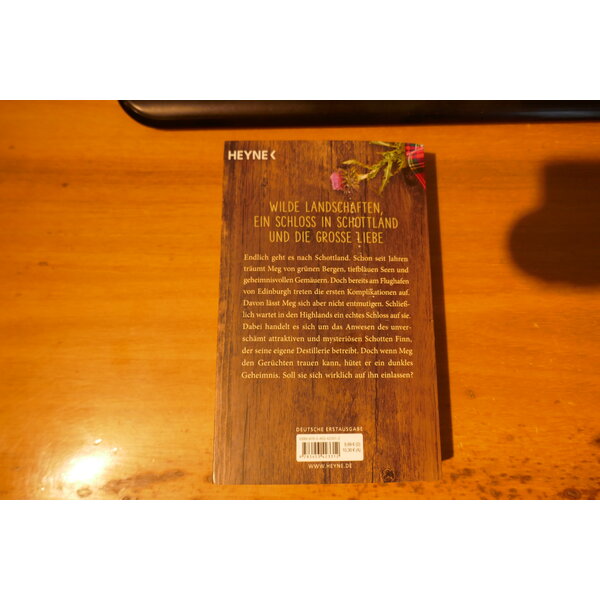 HEYNE
WILDE LANDSCHAFTEN,
EIN SCHLOSS IN SCHOTTLAND
UND DIE GROSSE LIEBE
Endlich geht es nach Schottland. Schon seit Jahren
träumt Meg von grünen Bergen, tiefblauen Seen und
geheimnisvollen Gemäuern. Doch bereits am Flughafen
von Edinburgh treten die ersten Komplikationen auf.
Davon lässt Meg sich aber nicht entmutigen. Schließ-
lich wartet in den Highlands ein echtes Schloss auf sie.
Dabei handelt es sich um das Anwesen des unver-
schämt attraktiven und mysteriösen Schotten Finn,
der seine eigene Destillerie betreibt. Doch wenn Meg
den Gerüchten trauen kann, hütet er ein dunkles
Geheimnis. Soll sie sich wirklich auf ihn einlassen?
DEUTSCHE ERSTAUSGABE
9,99 € (D)
10,30 € (A)
WWW.HEYNE.DE